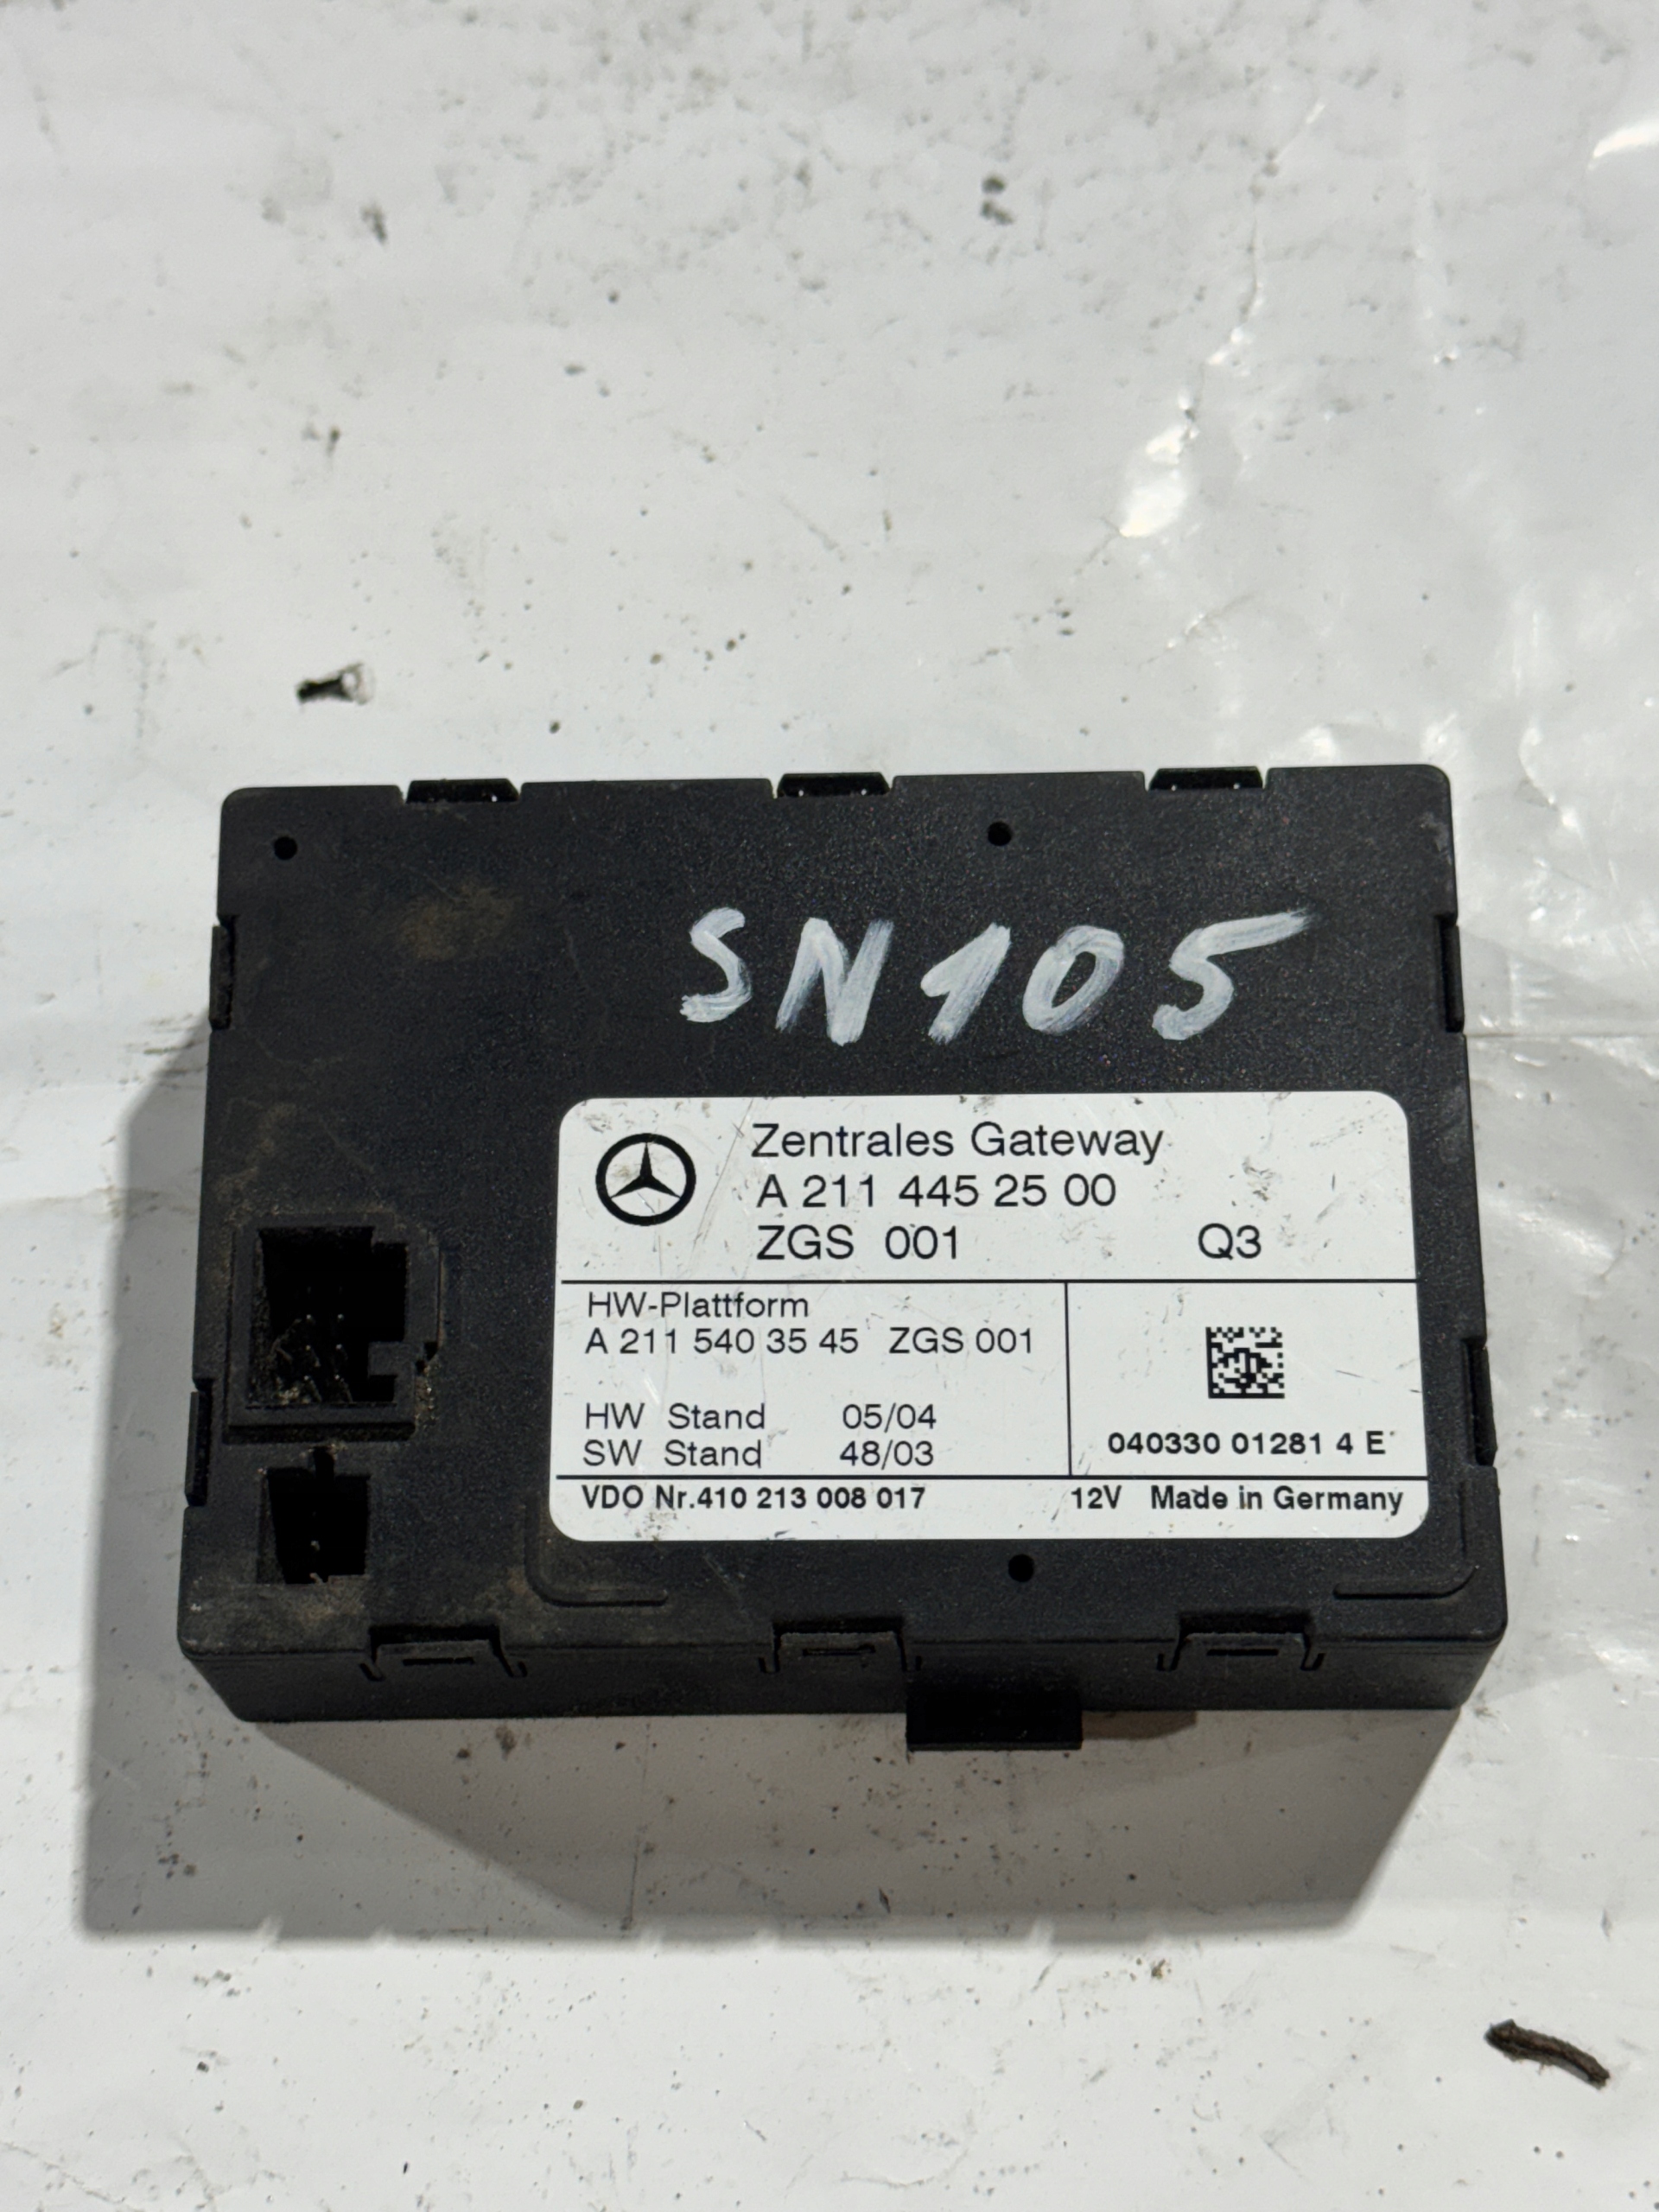 SN105
Zentrales Gateway
A 211 445 25 00
ZGS 001 Q3
HW-Plattform
A 211 540 35 45 ZGS 001
HW Stand 05/04
SW Stand 48/03
040330 01281 4 E
VDO Nr.410 213 008 017 12V Made in Germany